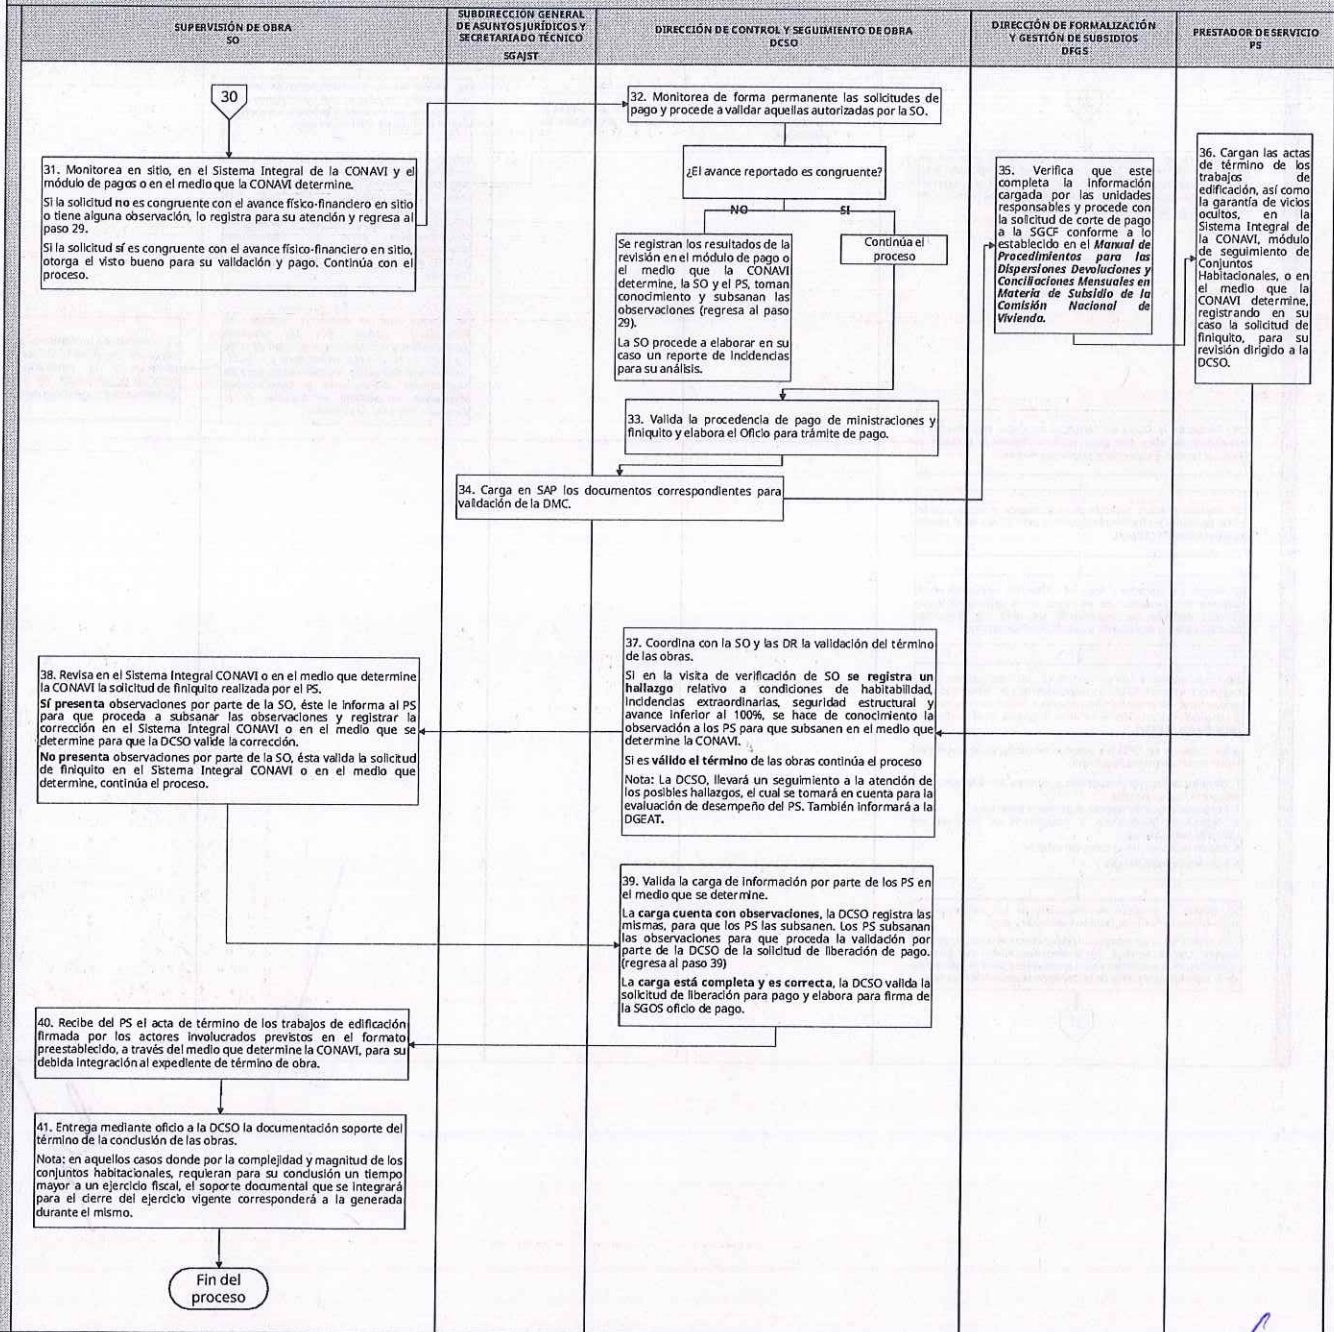 SUPERVISIÓN DE OBRA
SO
SUBDIRECCIÓN GENERAL
DE ASUNTOS JURÍDICOS Y
SECRETARIADO TÉCNICO
SGAJST
DIRECCIÓN DE CONTROL Y SEGUIMIENTO DE OBRA
DCSO
DIRECCIÓN DE FORMALIZACIÓN
Y GESTIÓN DE SUBSIDIOS
DFGS
PRESTADOR DE SERVICIO
PS
30
31. Monitorea en sitio, en el Sistema Integral de la CONAVI y el
módulo de pagos o en el medio que la CONAVI determine.
Si la solicitud no es congruente con el avance físico-financiero en sitio
o tiene alguna observación, lo registra para su atención y regresa al
paso 29.
Si la solicitud sí es congruente con el avance físico-financiero en sitio,
otorga el visto bueno para su validación y pago. Continúa con el
proceso.
32. Monitorea de forma permanente las solicitudes de
pago y procede a validar aquellas autorizadas por la SO.
¿El avance reportado es congruente?
NO
SI
Se registran los resultados de la
revisión en el módulo de pago o
el medio que la CONAVI
determine, la SO y el PS, toman
conocimiento y subsanan las
observaciones (regresa al paso
29).
La SO procede a elaborar en su
caso un reporte de incidencias
para su análisis.
Continúa el
proceso
33. Valida la procedencia de pago de ministraciones y
finiquito y elabora el Oficio para trámite de pago.
34. Carga en SAP los documentos correspondientes para
validación de la DMC.
35. Verifica que este
completa la información
cargada por las unidades
responsables y procede con
la solicitud de corte de pago
a la SGCF conforme a lo
establecido en el Manual de
Procedimientos para las
Dispersiones Devoluciones y
Conciliaciones Mensuales en
Materia de Subsidio de la
Comisión Nacional de
Vivienda.
36. Cargan las actas
de término de los
trabajos de
edificación, así como
la garantía de vicios
ocultos, en la
Sistema Integral de
la CONAVI, módulo
de seguimiento de
Conjuntos
Habitacionales, o en
el medio que la
CONAVI determine,
registrando en su
caso la solicitud de
finiquito, para su
revisión dirigido a la
DCSO.
37. Coordina con la SO y las DR la validación del término
de las obras.
Si en la visita de verificación de SO se registra un
hallazgo relativo a condiciones de habitabilidad,
incidencias extraordinarias, seguridad estructural y
avance inferior al 100%, se hace de conocimiento la
observación a los PS para que subsanen en el medio que
determine la CONAVI.
Si es válido el término de las obras continúa el proceso
Nota: La DCSO, llevará un seguimiento a la atención de
los posibles hallazgos, el cual se tomará en cuenta para la
evaluación de desempeño del PS. También informará a la
DGEAT.
38. Revisa en el Sistema Integral CONAVI o en el medio que determine
la CONAVI la solicitud de finiquito realizada por el PS.
Sí presenta observaciones por parte de la SO, éste le informa al PS
para que proceda a subsanar las observaciones y registrar la
corrección en el Sistema Integral CONAVI o en el medio que se
determine para que la DCSO valide la corrección.
No presenta observaciones por parte de la SO, ésta valida la solicitud
de finiquito en el Sistema Integral CONAVI o en el medio que
determine, continúa el proceso.
39. Valida la carga de información por parte de los PS en
el medio que se determine.
La carga cuenta con observaciones, la DCSO registra las
mismas, para que los PS las subsanen. Los PS subsanan
las observaciones para que proceda la validación por
parte de la DCSO de la solicitud de liberación de pago.
(regresa al paso 39)
La carga está completa y es correcta, la DCSO valida la
solicitud de liberación para pago y elabora para firma de
la SGOS oficio de pago.
40. Recibe del PS el acta de término de los trabajos de edificación
firmada por los actores involucrados previstos en el formato
preestablecido, a través del medio que determine la CONAVI, para su
debida integración al expediente de término de obra.
41. Entrega mediante oficio a la DCSO la documentación soporte del
término de la conclusión de las obras.
Nota: en aquellos casos donde por la complejidad y magnitud de los
conjuntos habitacionales, requieran para su conclusión un tiempo
mayor a un ejercicio fiscal, el soporte documental que se integrará
para el cierre del ejercicio vigente corresponderá a la generada
durante el mismo.
Fin del
proceso